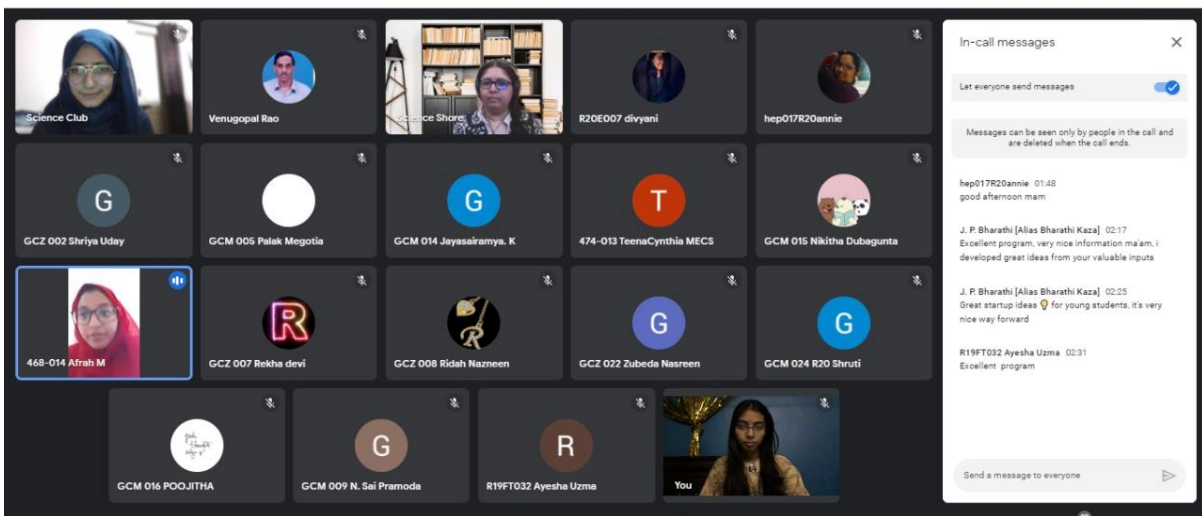 Science Club
Venugopal Rao
Science Shore
R20E007 divyani
hep017R20annie
G
G
T
GCZ 002 Shriya Uday
GCM 005 Palak Megotia
GCM 014 Jayasairamya. K
474-013 TeenaCynthia MECS
GCM 015 Nikitha Dubagunta
R
R
G
G
468-014 Afrah M
GCZ 007 Rekha devi
GCZ 008 Ridah Nazneen
GCZ 022 Zubeda Nasreen
GCM 024 R20 Shruti
G
R
GCM 016 POOJITHA
GCM 009 N. Sai Pramoda
R19FT032 Ayesha Uzma
You
In-call messages
Let everyone send messages
Messages can be seen only by people in the call and
are deleted when the call ends.
hep017R20annie 01:48
good afternoon mam
J. P. Bharathi [Alias Bharathi Kaza] 02:17
Excellent program, very nice information ma'am, i
developed great ideas from your valuable inputs
J. P. Bharathi [Alias Bharathi Kaza] 02:25
Great startup ideas 💡 for young students, it's very
nice way forward
R19FT032 Ayesha Uzma 02:31
Excellent program
Send a message to everyone